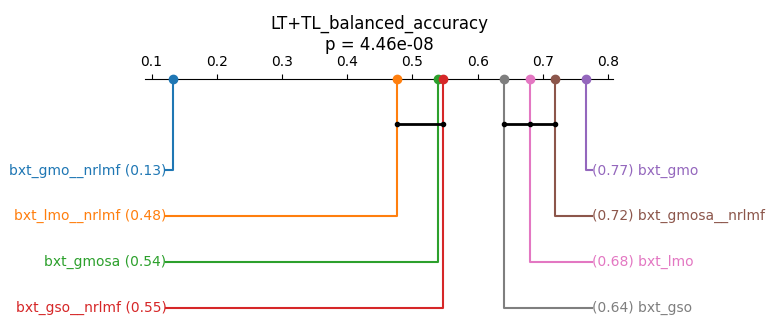 LT+TL_balanced_accuracy
p = 4.46e-08
0.1 0.2 0.3 0.4 0.5 0.6 0.7 0.8
bxt_gmo__nrlmf (0.13) (0.77) bxt_gmo
bxt_lmo__nrlmf (0.48) (0.72) bxt_gmosa__nrlmf
bxt_gmosa (0.54) (0.68) bxt_lmo
bxt_gso__nrlmf (0.55) (0.64) bxt_gso